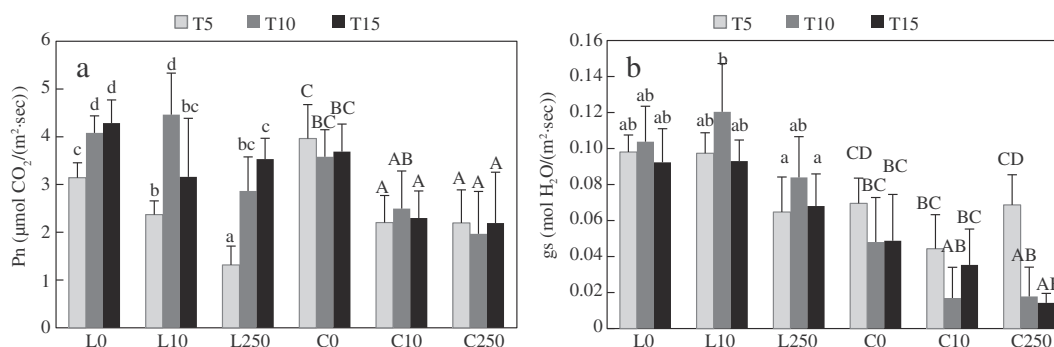 T5 T10 T15
a
Pn (μmol CO₂/(m²·sec))
6
5
4
3
2
1
0
c d d
b d bc
a bc c
C BC BC
A AB A
A A A
L0 L10 L250 C0 C10 C250
T5 T10 T15
b
gs (mol H₂O/(m²·sec))
0.16
0.14
0.12
0.10
0.08
0.06
0.04
0.02
0
ab ab ab
ab b ab
a ab a
CD BC BC
BC AB BC
CD AB
L0 L10 L250 C0 C10 C250